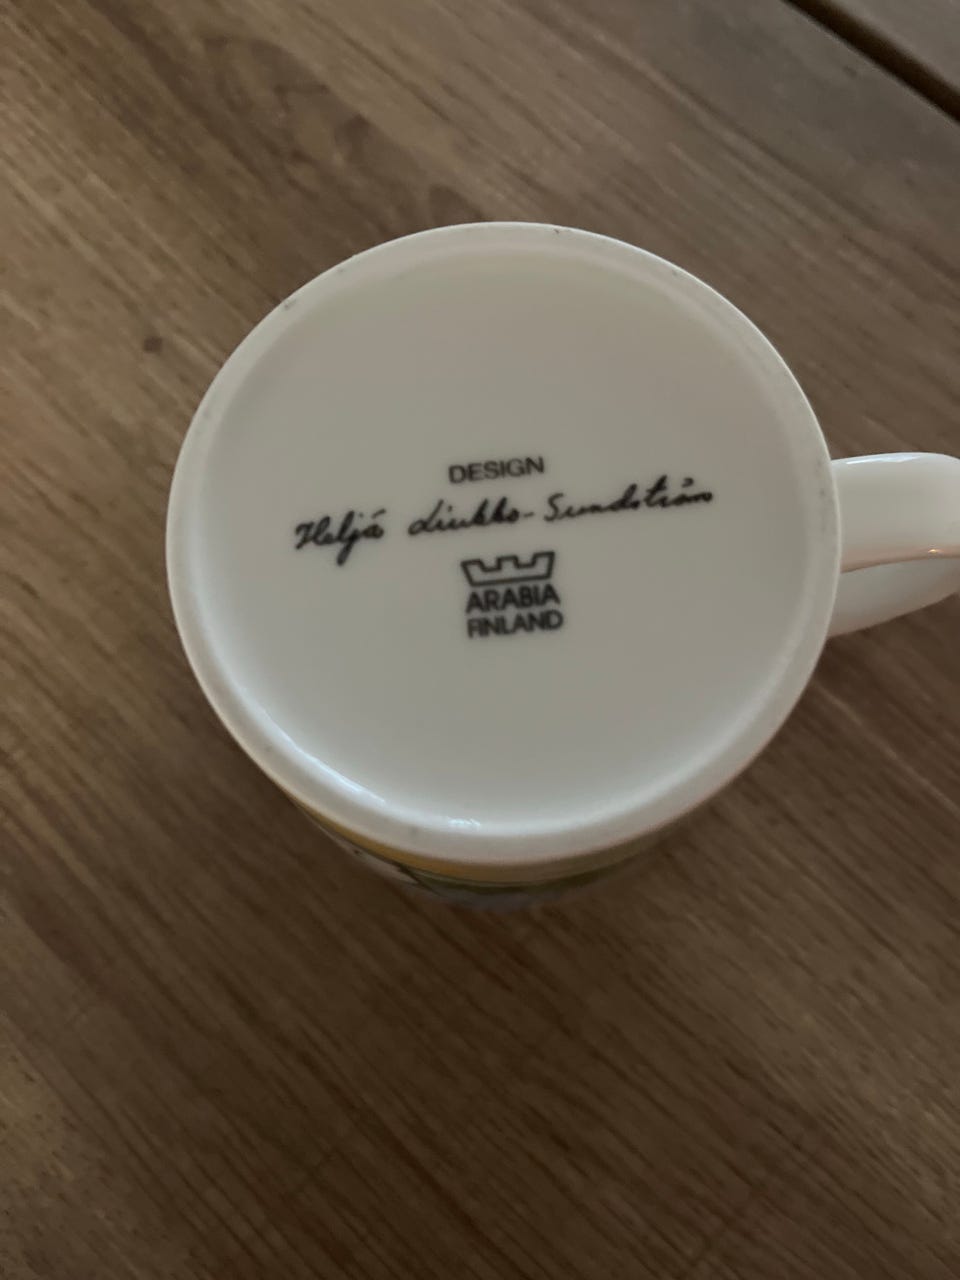 DESIGN
Heljä Liukko-Sundström
ARABIA
FINLAND